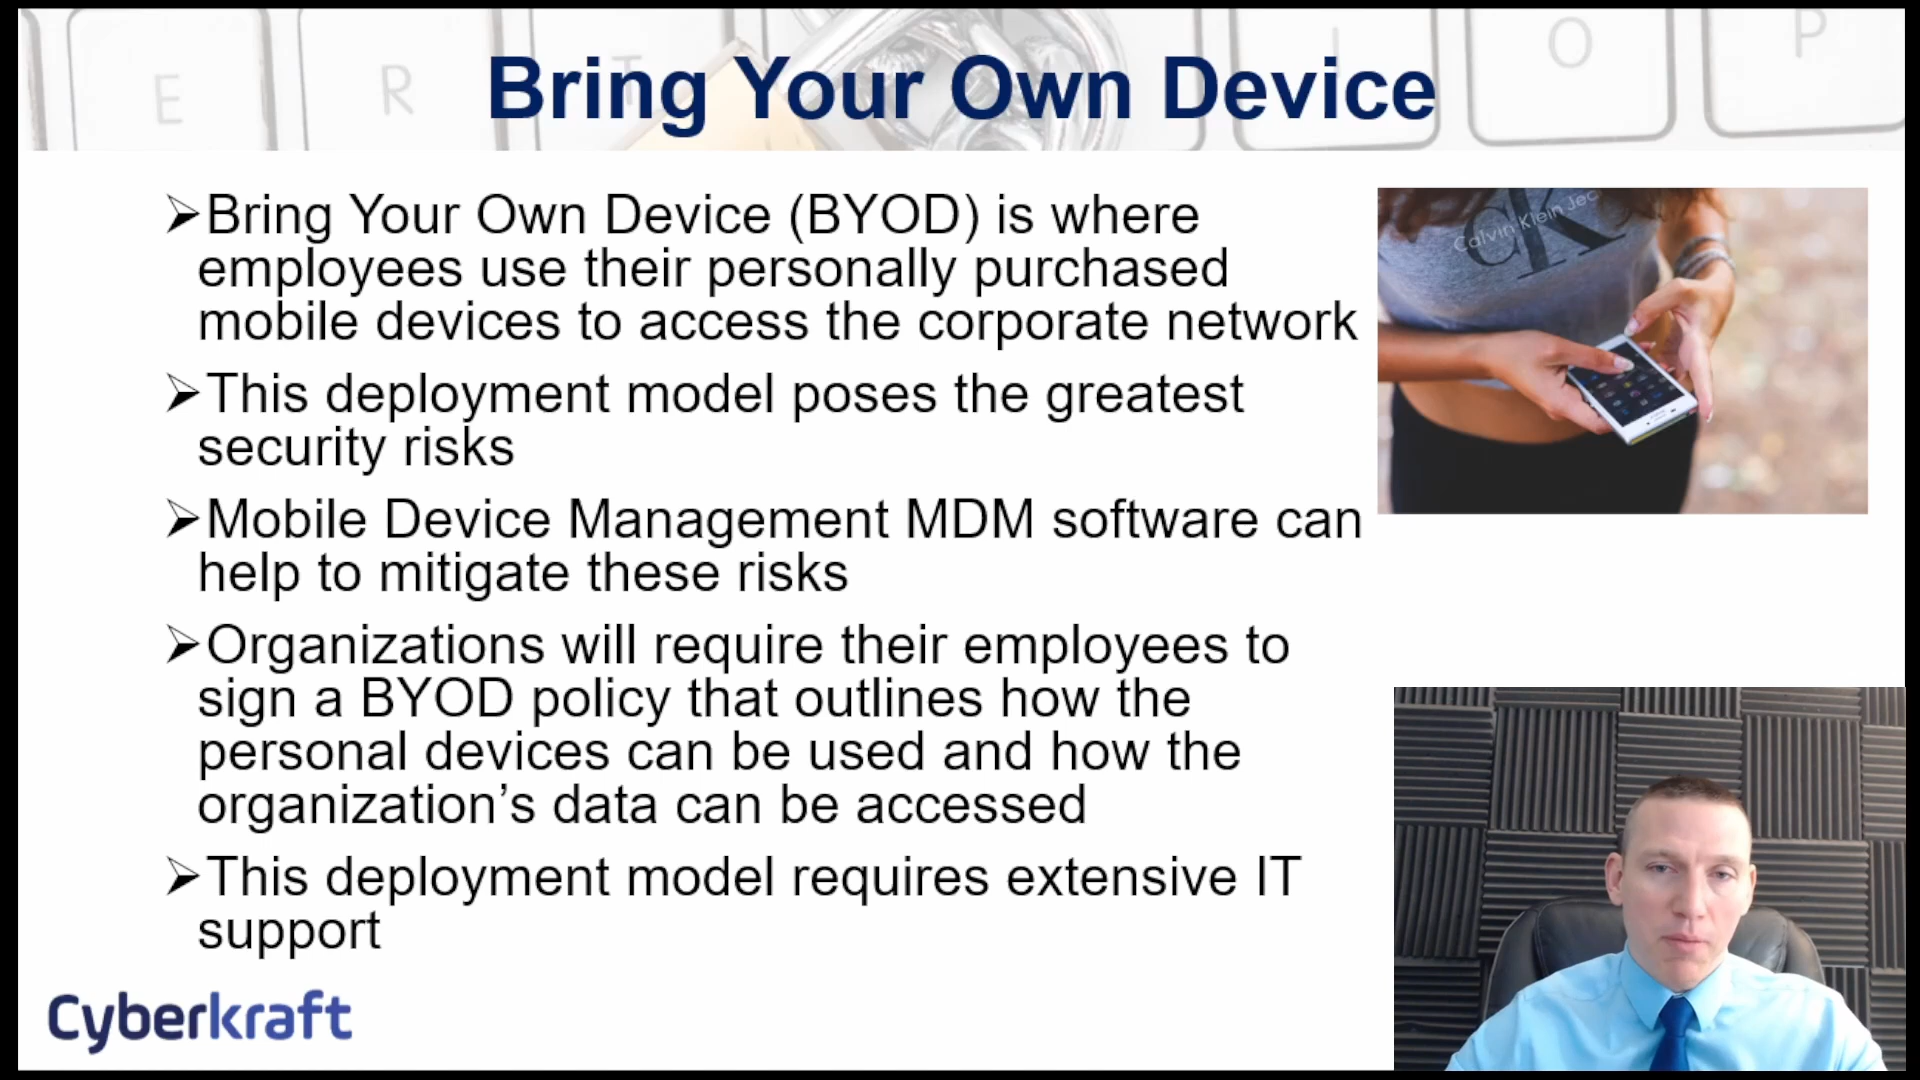 E R T I O P
Bring Your Own Device
➢Bring Your Own Device (BYOD) is where
employees use their personally purchased
mobile devices to access the corporate network
➢This deployment model poses the greatest
security risks
➢Mobile Device Management MDM software can
help to mitigate these risks
➢Organizations will require their employees to
sign a BYOD policy that outlines how the
personal devices can be used and how the
organization’s data can be accessed
➢This deployment model requires extensive IT
support
CK
Calvin Klein
Cyberkraft